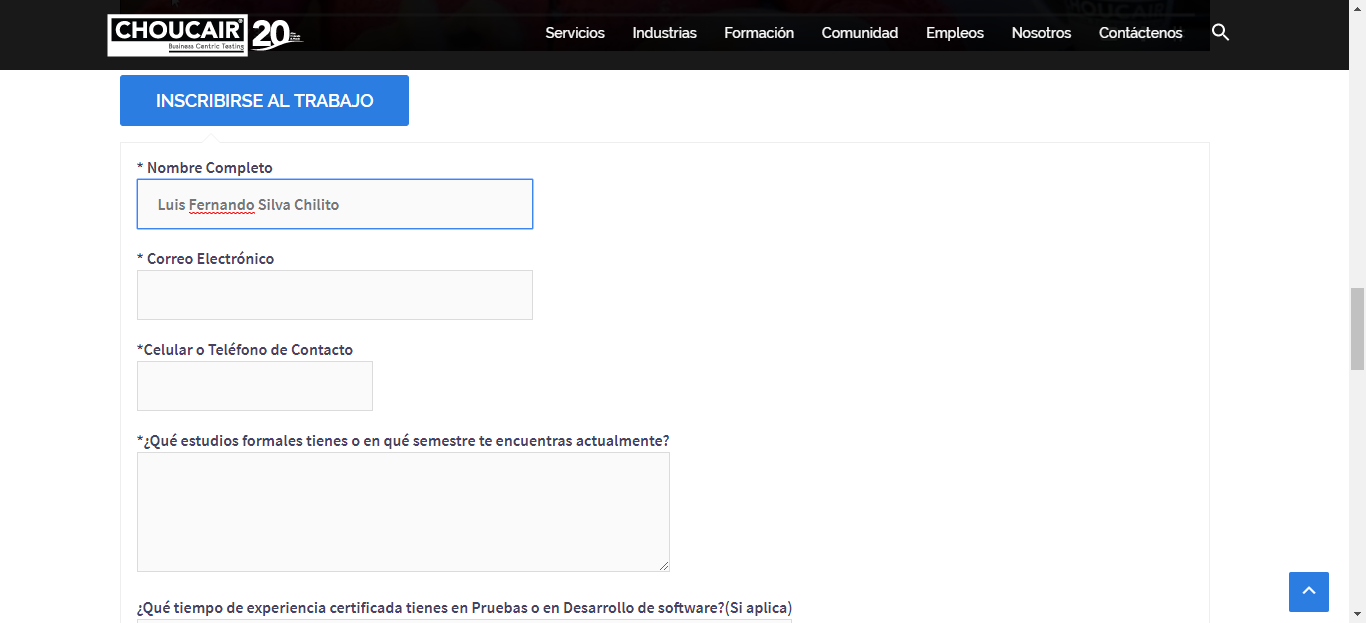 CHOUCAIR
Business Centric Testing
20
Servicios Industrias Formación Comunidad Empleos Nosotros Contáctenos
INSCRIBIRSE AL TRABAJO
* Nombre Completo
Luis Fernando Silva Chilito
* Correo Electrónico
*Celular o Teléfono de Contacto
*¿Qué estudios formales tienes o en qué semestre te encuentras actualmente?
¿Qué tiempo de experiencia certificada tienes en Pruebas o en Desarrollo de software?(Si aplica)